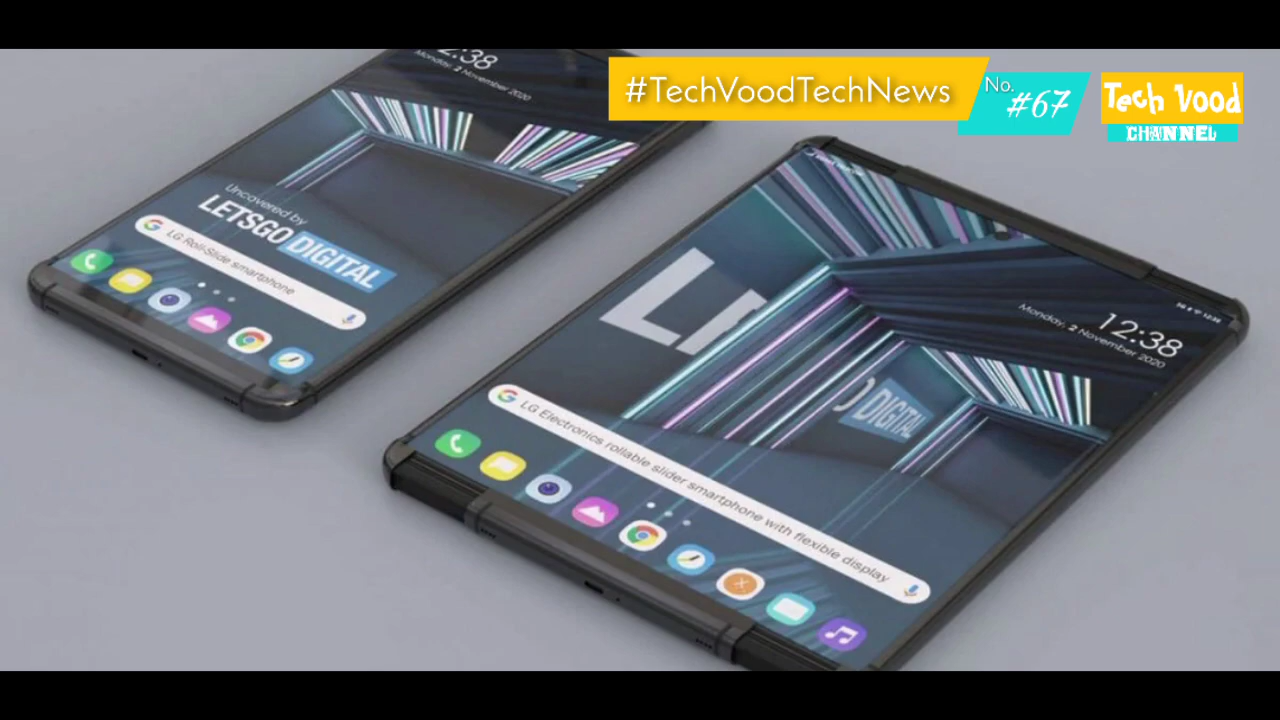 #TechVoodTechNews
No.
#67
Tech Vood
CHANNEL
12:38
Monday, 2 November 2020
Uncovered by
LETSGO DIGITAL
LG Roll-Slide smartphone
12:38
Monday, 2 November 2020
DIGITAL
LG Electronics rollable slider smartphone with flexible display